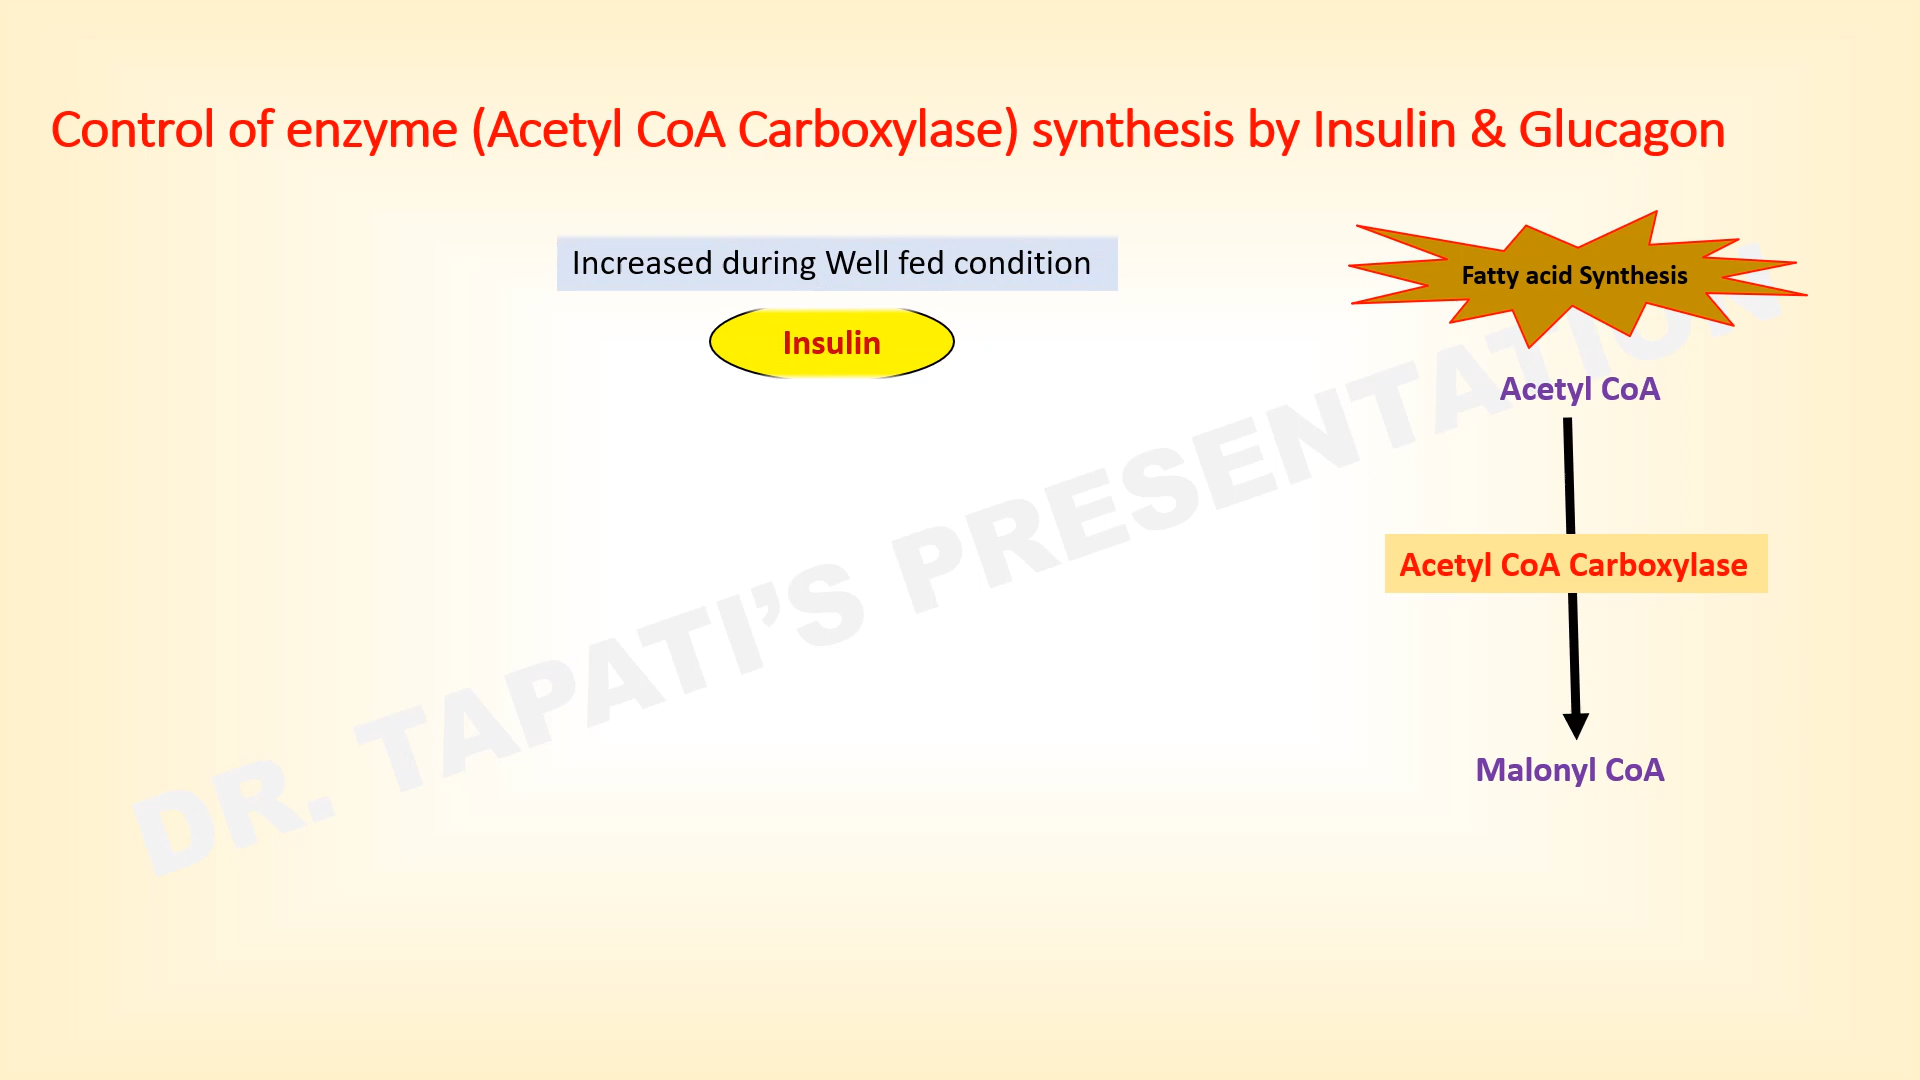 Control of enzyme (Acetyl CoA Carboxylase) synthesis by Insulin & Glucagon
Increased during Well fed condition
Insulin
Fatty acid Synthesis
Acetyl CoA
Acetyl CoA Carboxylase
Malonyl CoA
DR. TAPATI’S PRESENTATION